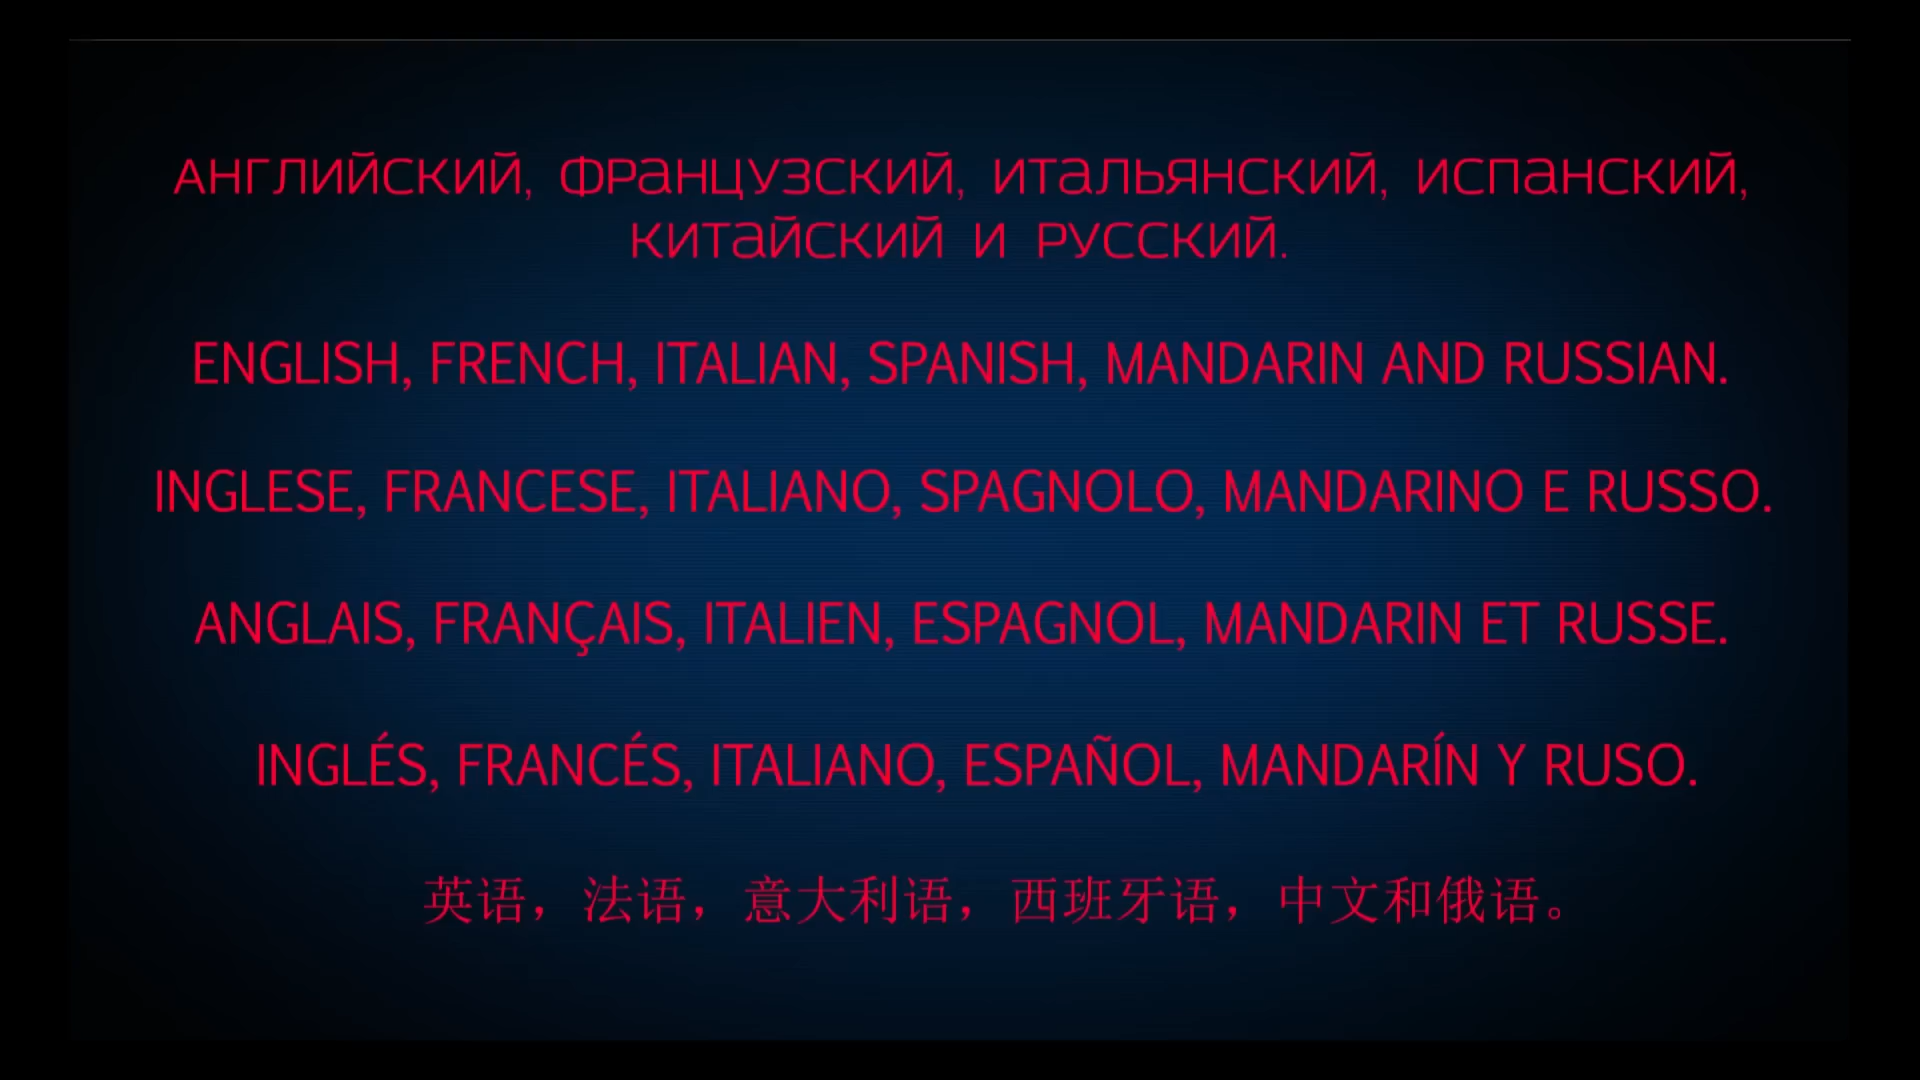 АНГЛИЙСКИЙ, ФРАНЦУЗСКИЙ, ИТАЛЬЯНСКИЙ, ИСПАНСКИЙ,
КИТАЙСКИЙ И РУССКИЙ.
ENGLISH, FRENCH, ITALIAN, SPANISH, MANDARIN AND RUSSIAN.
INGLESE, FRANCESE, ITALIANO, SPAGNOLO, MANDARINO E RUSSO.
ANGLAIS, FRANÇAIS, ITALIEN, ESPAGNOL, MANDARIN ET RUSSE.
INGLÉS, FRANCÉS, ITALIANO, ESPAÑOL, MANDARÍN Y RUSO.
英语，法语，意大利语，西班牙语，中文和俄语。